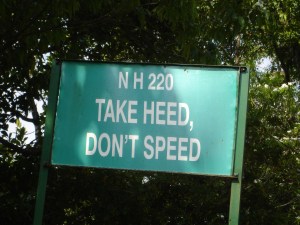 N H 220
TAKE HEED,
DON'T SPEED